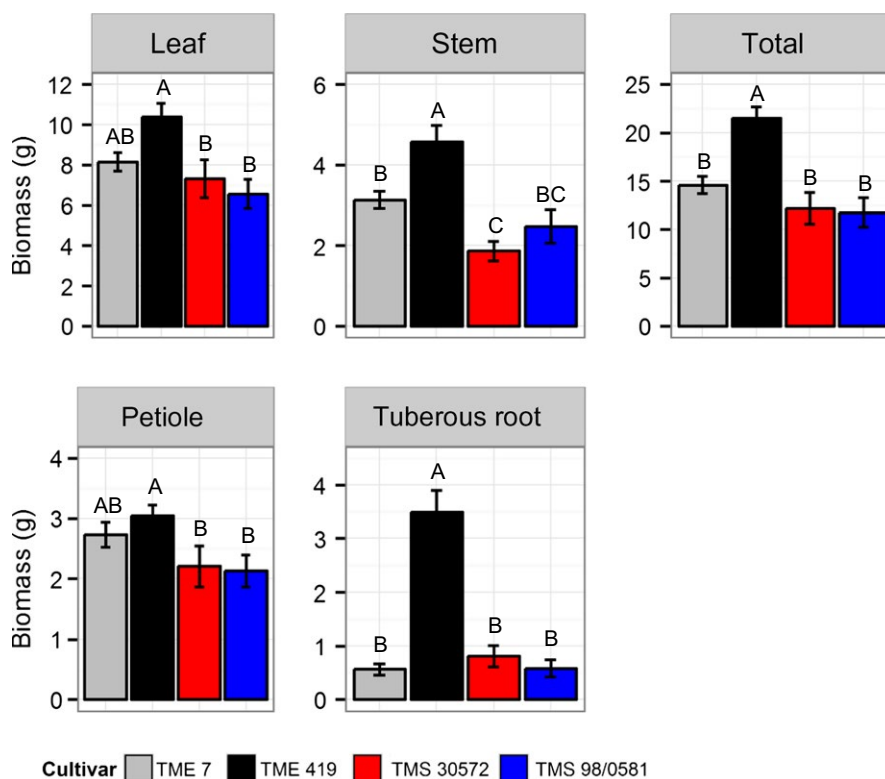 Leaf
Stem
Total
Biomass (g)
12
10
8
6
4
2
0
AB
A
B
B
6
4
2
0
B
A
C
BC
25
20
15
10
5
0
B
A
B
B
Petiole
Tuberous root
Biomass (g)
4
3
2
1
0
AB
A
B
B
4
3
2
1
0
B
A
B
B
Cultivar TME 7 TME 419 TMS 30572 TMS 98/0581